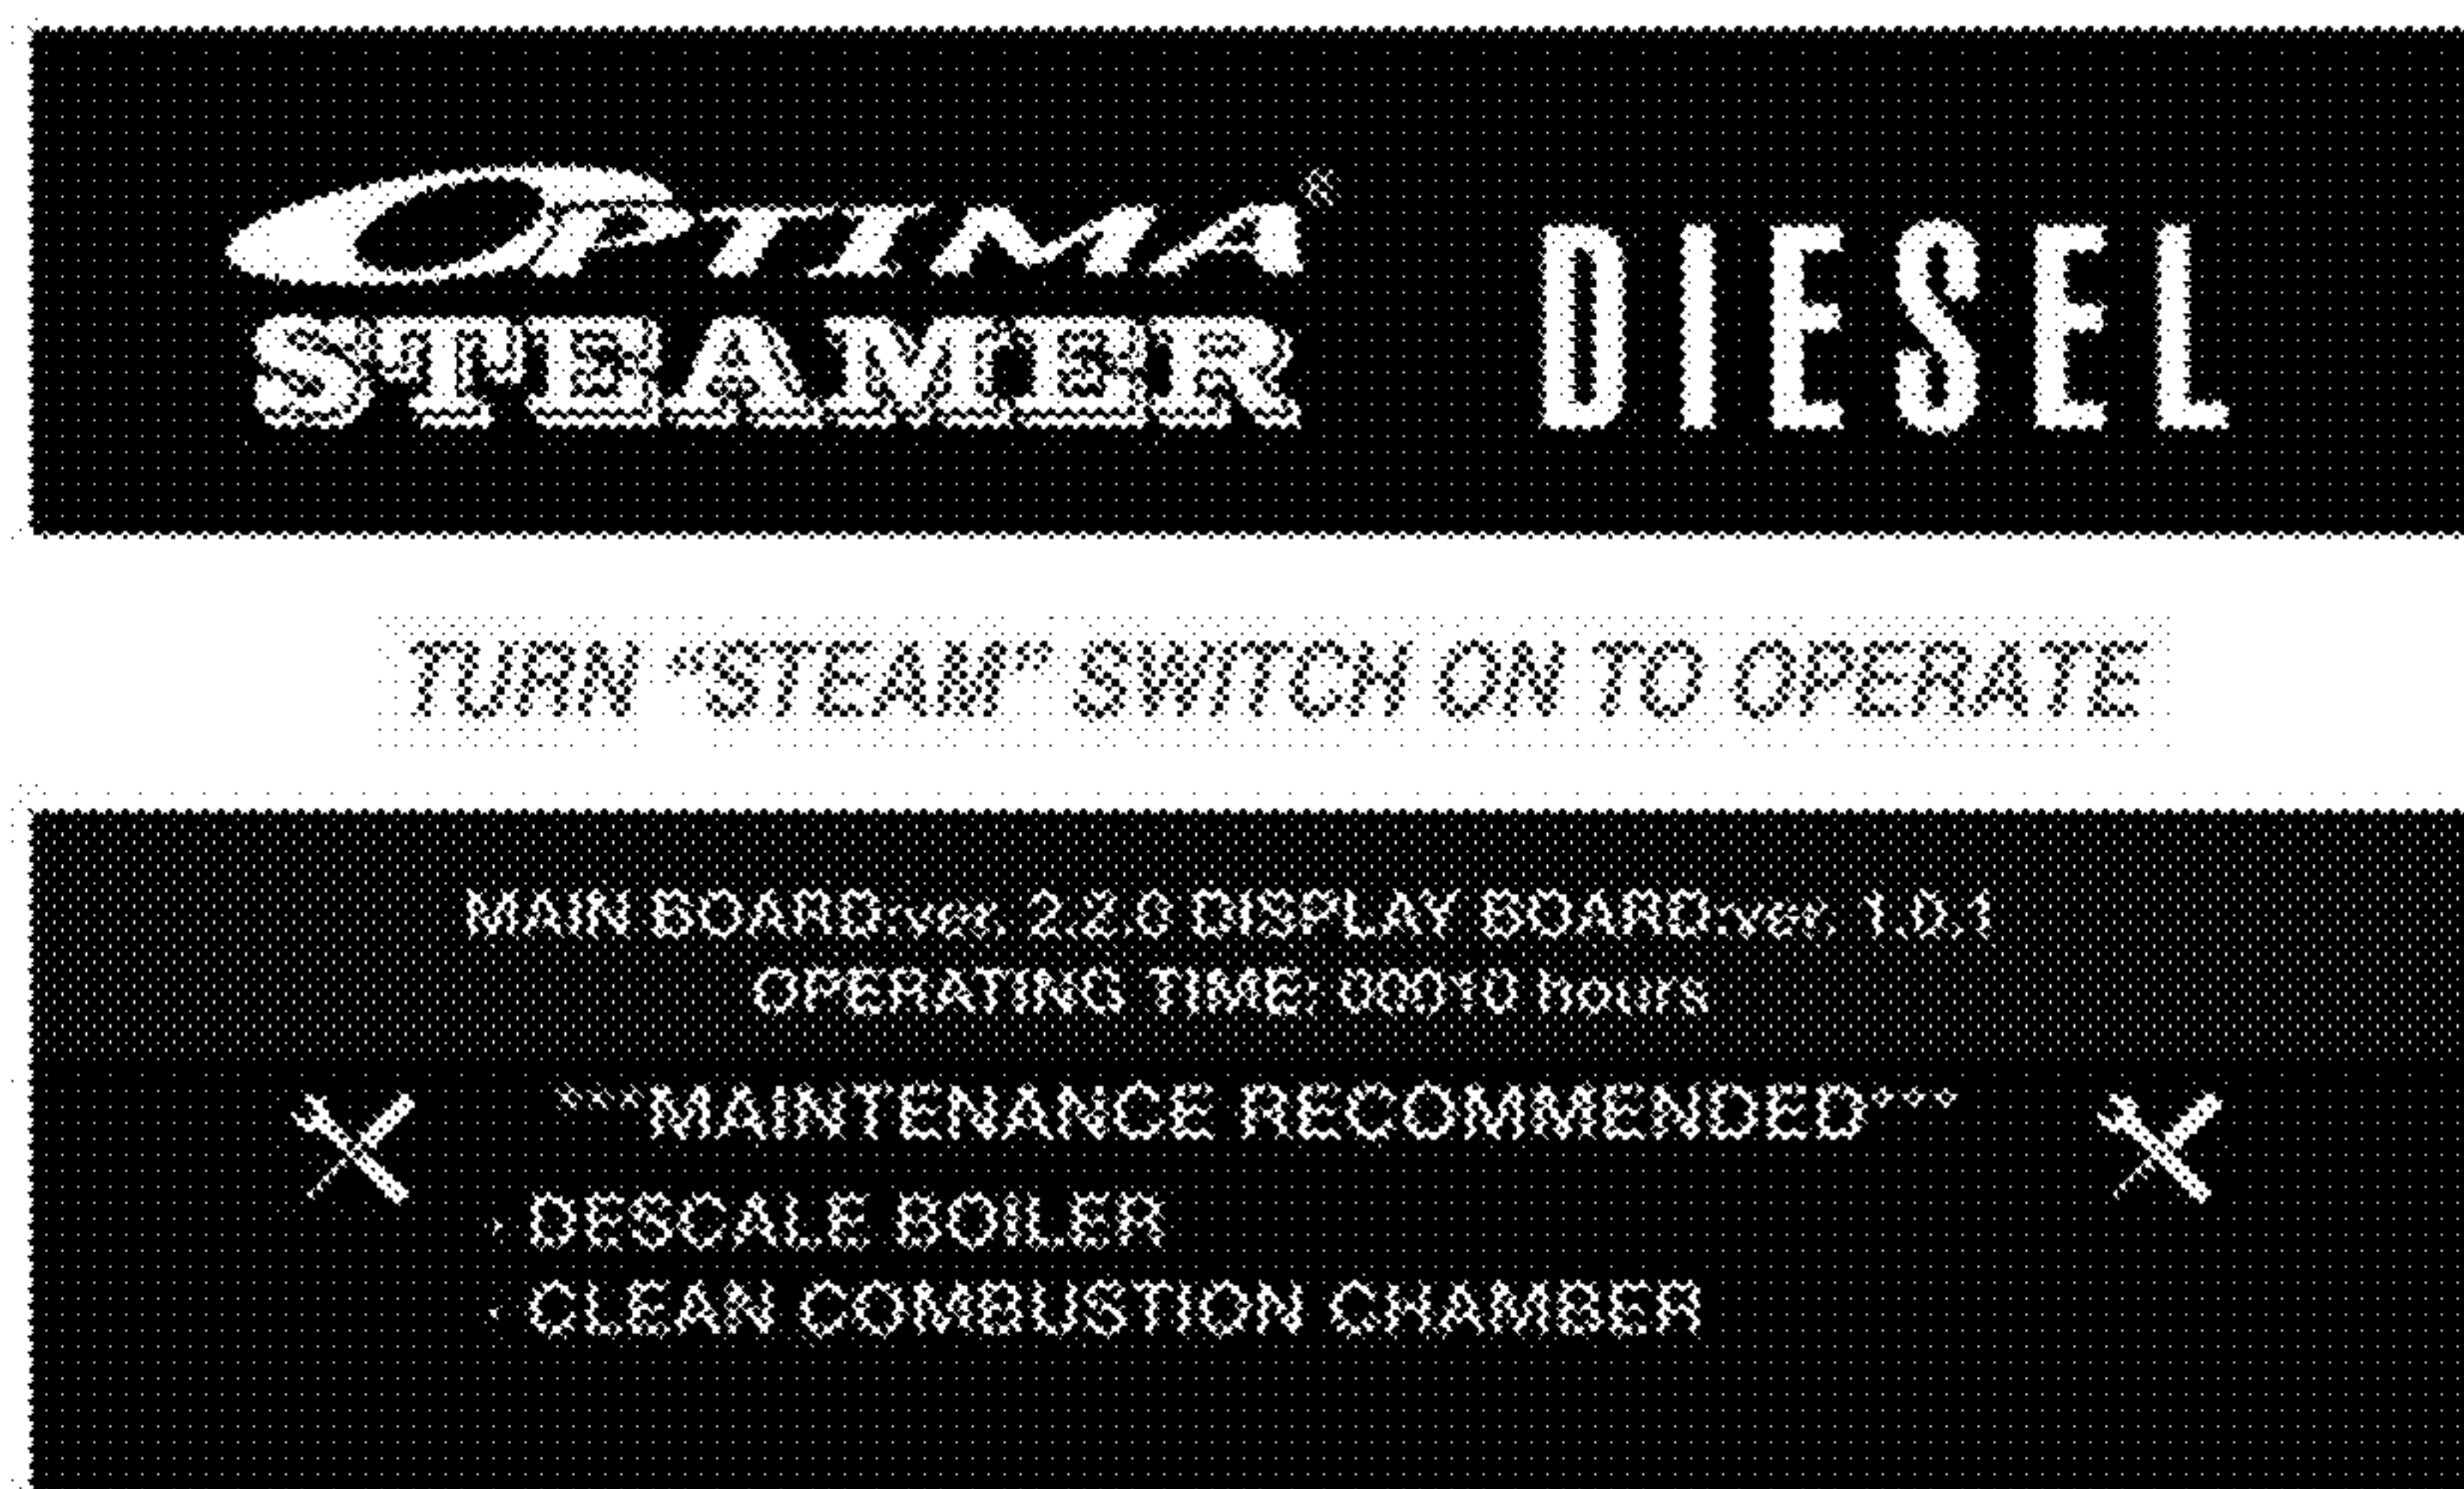 OPTIMA® DIESEL
STEAMER
TURN “STEAM” SWITCH ON TO OPERATE
MAIN BOARD:ver. 2.2.0 DISPLAY BOARD:ver. 1.0.1
OPERATING TIME: 00010 hours
***MAINTENANCE RECOMMENDED***
· DESCALE BOILER
· CLEAN COMBUSTION CHAMBER